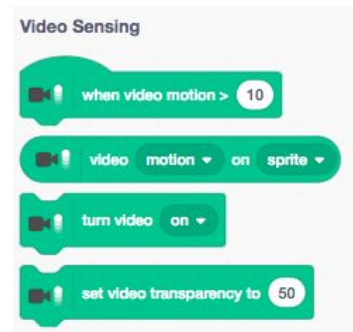 Video Sensing
when video motion > 10
video motion on sprite
turn video on
set video transparency to 50